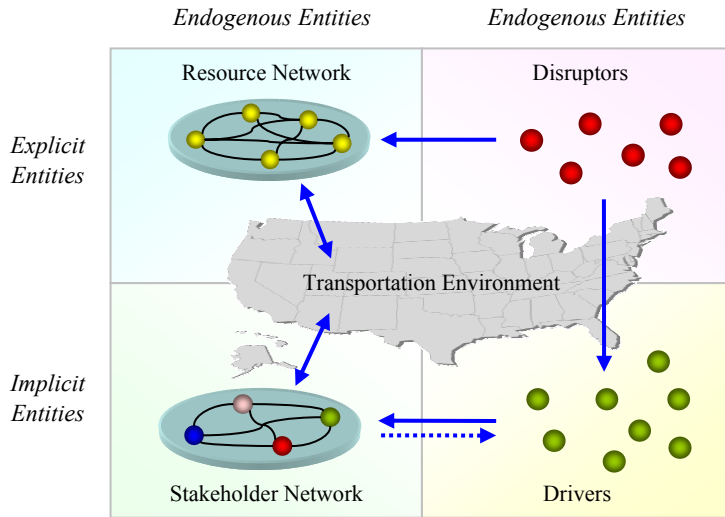 Endogenous Entities Endogenous Entities
Resource Network Disruptors
Explicit
Entities
Transportation Environment
Implicit
Entities
Stakeholder Network Drivers